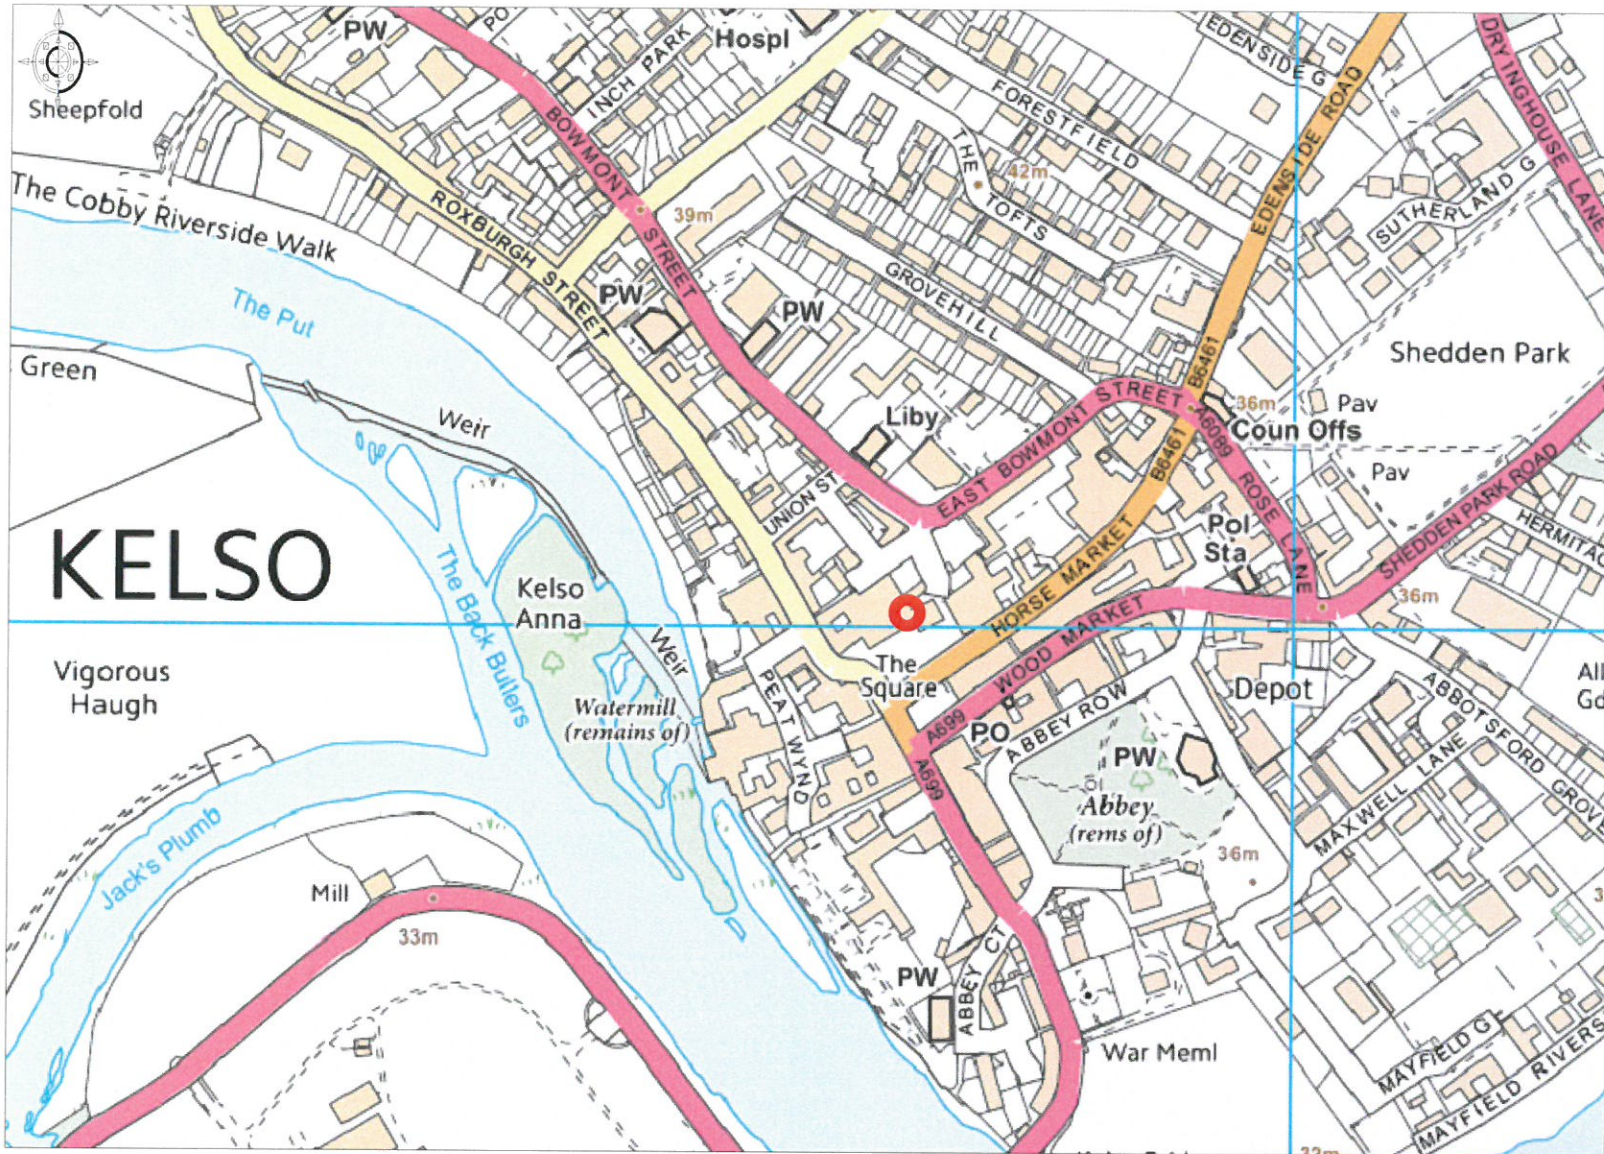 PW
PO
Hospl
EDENSIDE G
DRYINGHOUSE LANE
Sheepfold
INCH PARK
BOWMONT STREET
FORESTFIELD
EDENSIDE ROAD
THE TOFTS
42m
SUTHERLAND G
The Cobby Riverside Walk
ROXBURGH STREET
39m
The Put
PW
PW
GROVEHILL
B6461
Shedden Park
Green
Weir
Liby
EAST BOWMONT STREET
36m
Pav
Coun Offs
A6089
B6461
Pav
UNION ST
ROSE LANE
SHEDDEN PARK ROAD
HERMITAG
KELSO
The Back Bullers
Kelso
Anna
Pol
Sta
HORSE MARKET
36m
WOOD MARKET
Weir
The
Square
Vigorous
Haugh
Watermill
(remains of)
PEAT WYND
Depot
All
Gd
ABBOTSFORD GROVE
A699
PO
ABBEY ROW
PW
A699
Abbey
(rems of)
MAXWELL LANE
Jack's Plumb
36m
Mill
33m
PW
ABBEY CT
War Meml
MAYFIELD G
MAYFIELD RIVERS
32m